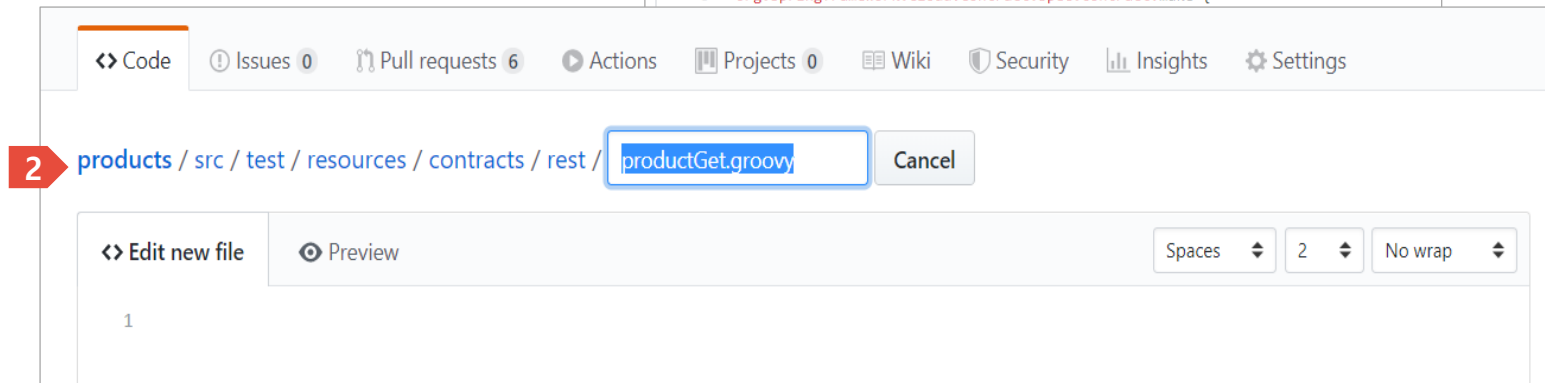 Code Issues 0 Pull requests 6 Actions Projects 0 Wiki Security Insights Settings
2 products / src / test / resources / contracts / rest / productGet.groovy Cancel
Edit new file Preview Spaces 2 No wrap
1